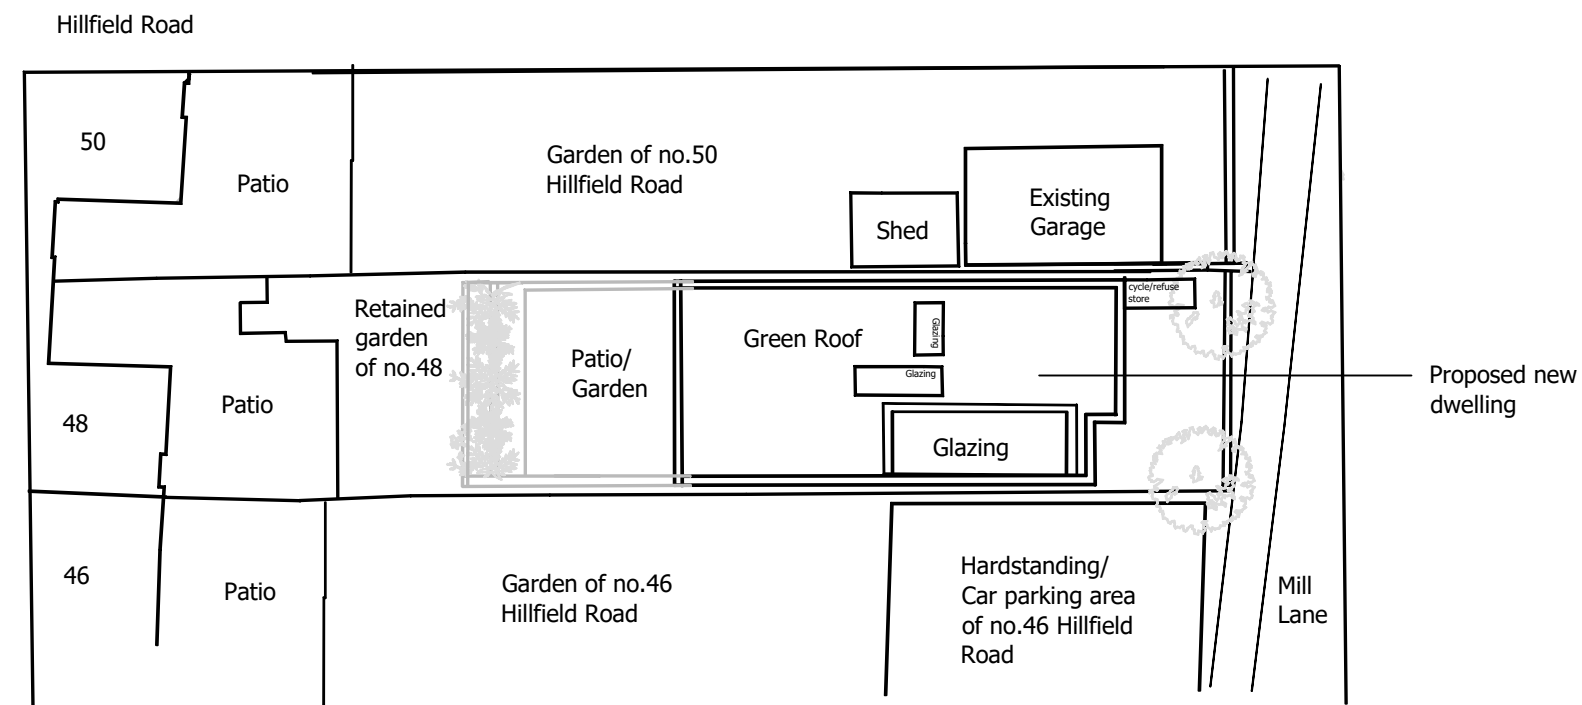 Hillfield Road
50
Patio
Garden of no.50
Hillfield Road
Shed
Existing
Garage
Retained
garden
of no.48
Patio/
Garden
Green Roof
Glazing
Glazing
Glazing
cycle/refuse
store
Proposed new
dwelling
48
Patio
46
Patio
Garden of no.46
Hillfield Road
Hardstanding/
Car parking area
of no.46 Hillfield
Road
Mill
Lane